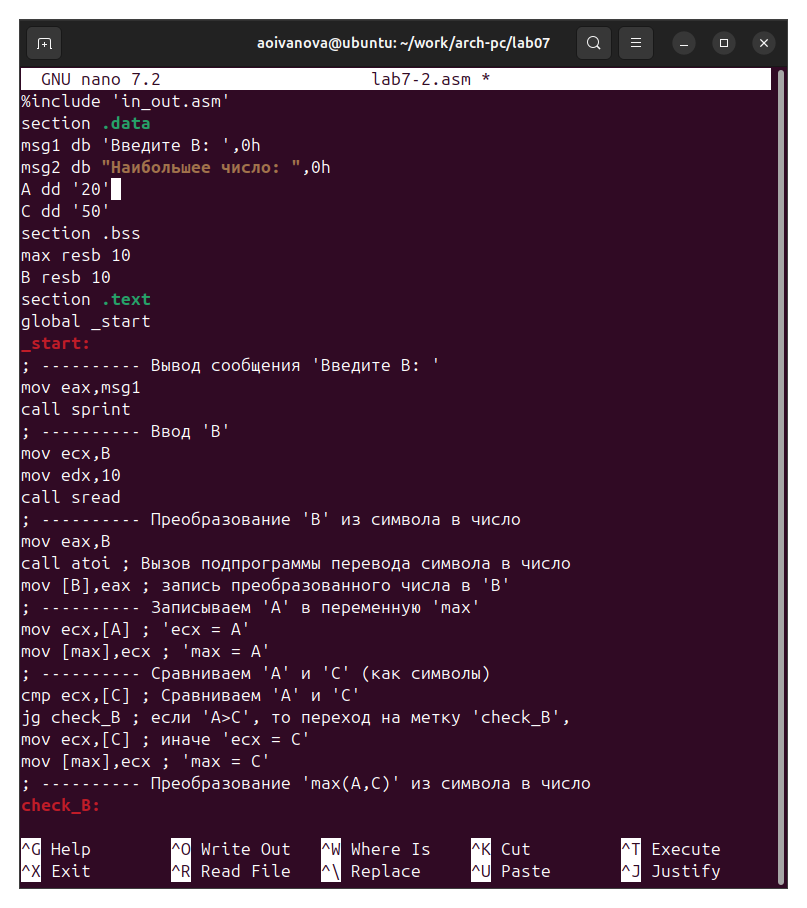 aoivanova@ubuntu: ~/work/arch-pc/lab07
GNU nano 7.2 lab7-2.asm *
%include 'in_out.asm'
section .data
msg1 db 'Введите B: ',0h
msg2 db "Наибольшее число: ",0h
A dd '20'
C dd '50'
section .bss
max resb 10
B resb 10
section .text
global _start
_start:
; ---------- Вывод сообщения 'Введите B: '
mov eax,msg1
call sprint
; ---------- Ввод 'B'
mov ecx,B
mov edx,10
call sread
; ---------- Преобразование 'B' из символа в число
mov eax,B
call atoi ; Вызов подпрограммы перевода символа в число
mov [B],eax ; запись преобразованного числа в 'B'
; ---------- Записываем 'A' в переменную 'max'
mov ecx,[A] ; 'ecx = A'
mov [max],ecx ; 'max = A'
; ---------- Сравниваем 'A' и 'C' (как символы)
cmp ecx,[C] ; Сравниваем 'A' и 'C'
jg check_B ; если 'A>C', то переход на метку 'check_B',
mov ecx,[C] ; иначе 'ecx = C'
mov [max],ecx ; 'max = C'
; ---------- Преобразование 'max(A,C)' из символа в число
check_B:
^G Help ^O Write Out ^W Where Is ^K Cut ^T Execute
^X Exit ^R Read File ^\ Replace ^U Paste ^J Justify